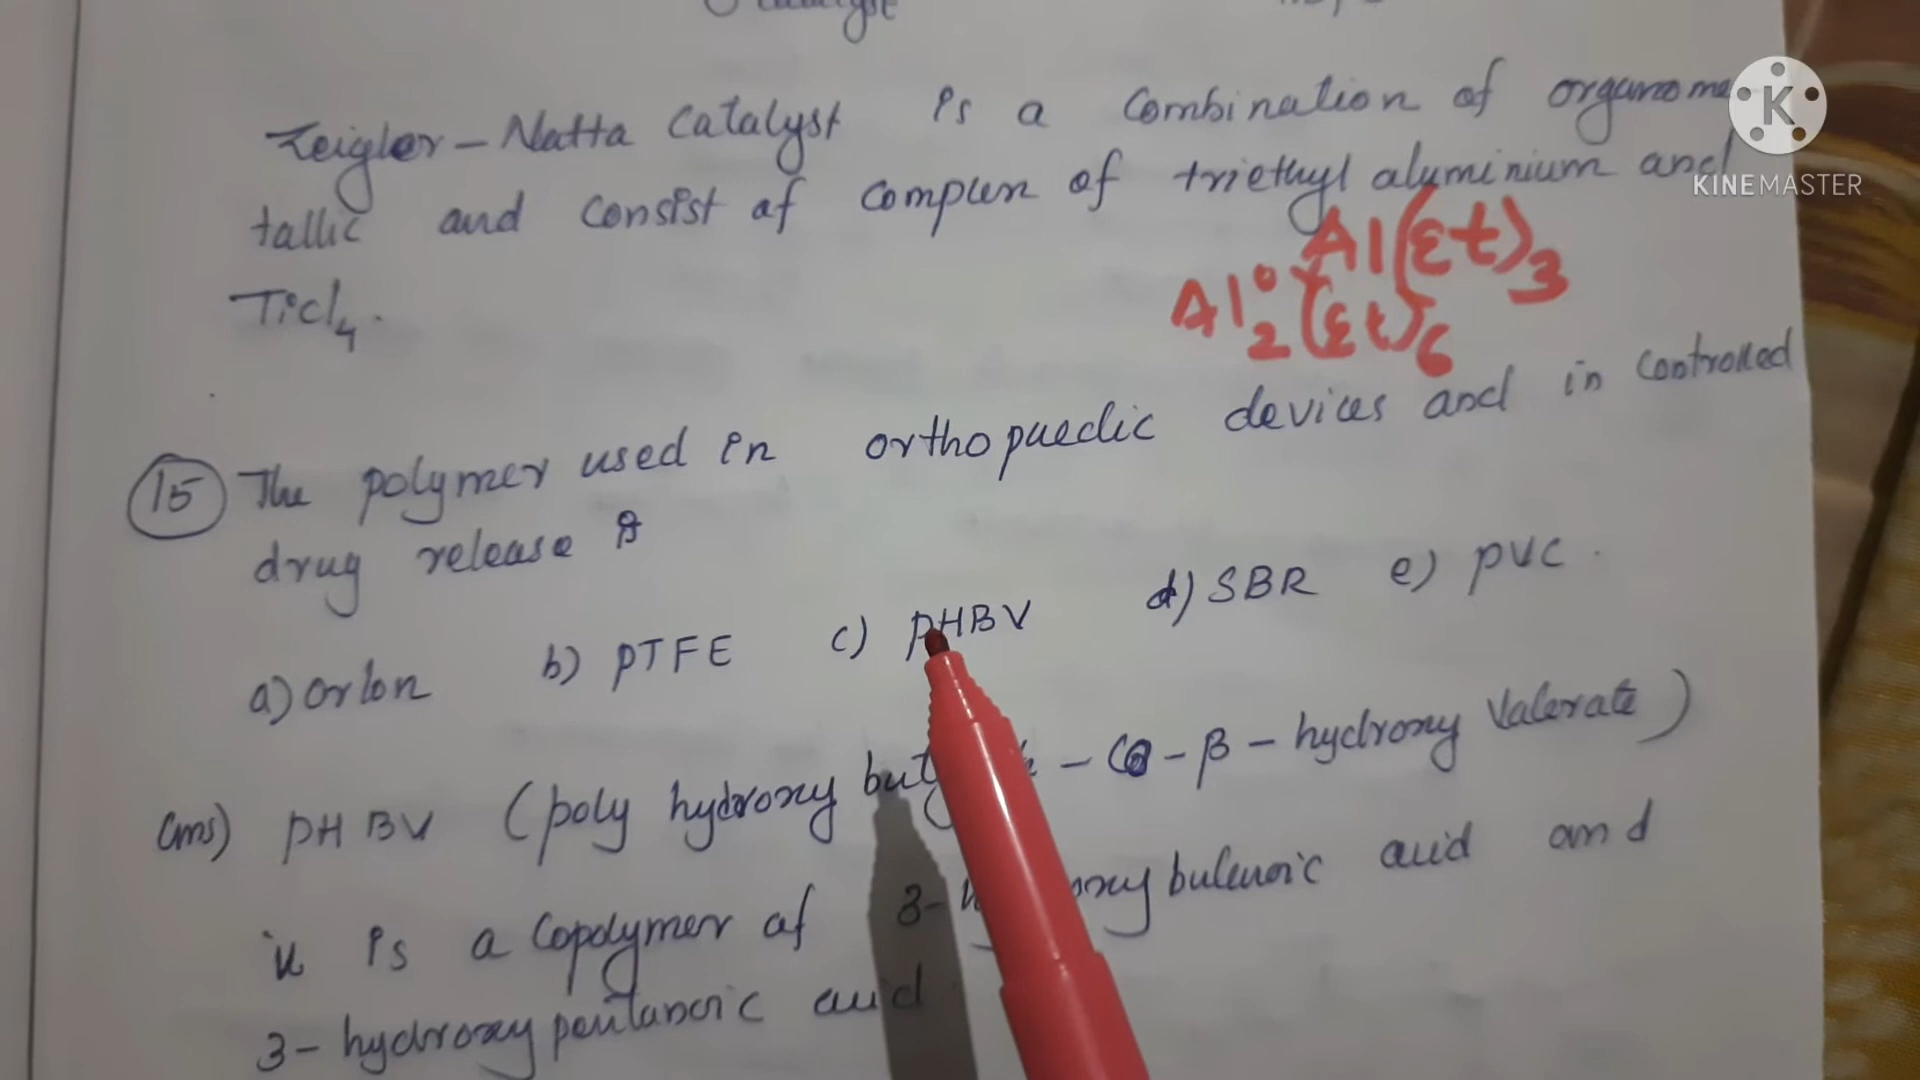 Zeigler - Natta Catalyst is a Combination of organome
tallic and consist of complex of triethyl aluminium and
TiCl4.
Al(Et)3
Al2(Et)6
KINEMASTER
15 The polymer used in orthopaedic devices and in controlled
drug release is
a) Orlon b) PTFE c) PHBV d) SBR e) PVC.
Ans) PHBV (poly hydroxy - Co - β - hydroxy Valerate)
it is a Copolymer of 3- butanoic acid and
3- hydroxy pentanoic acid